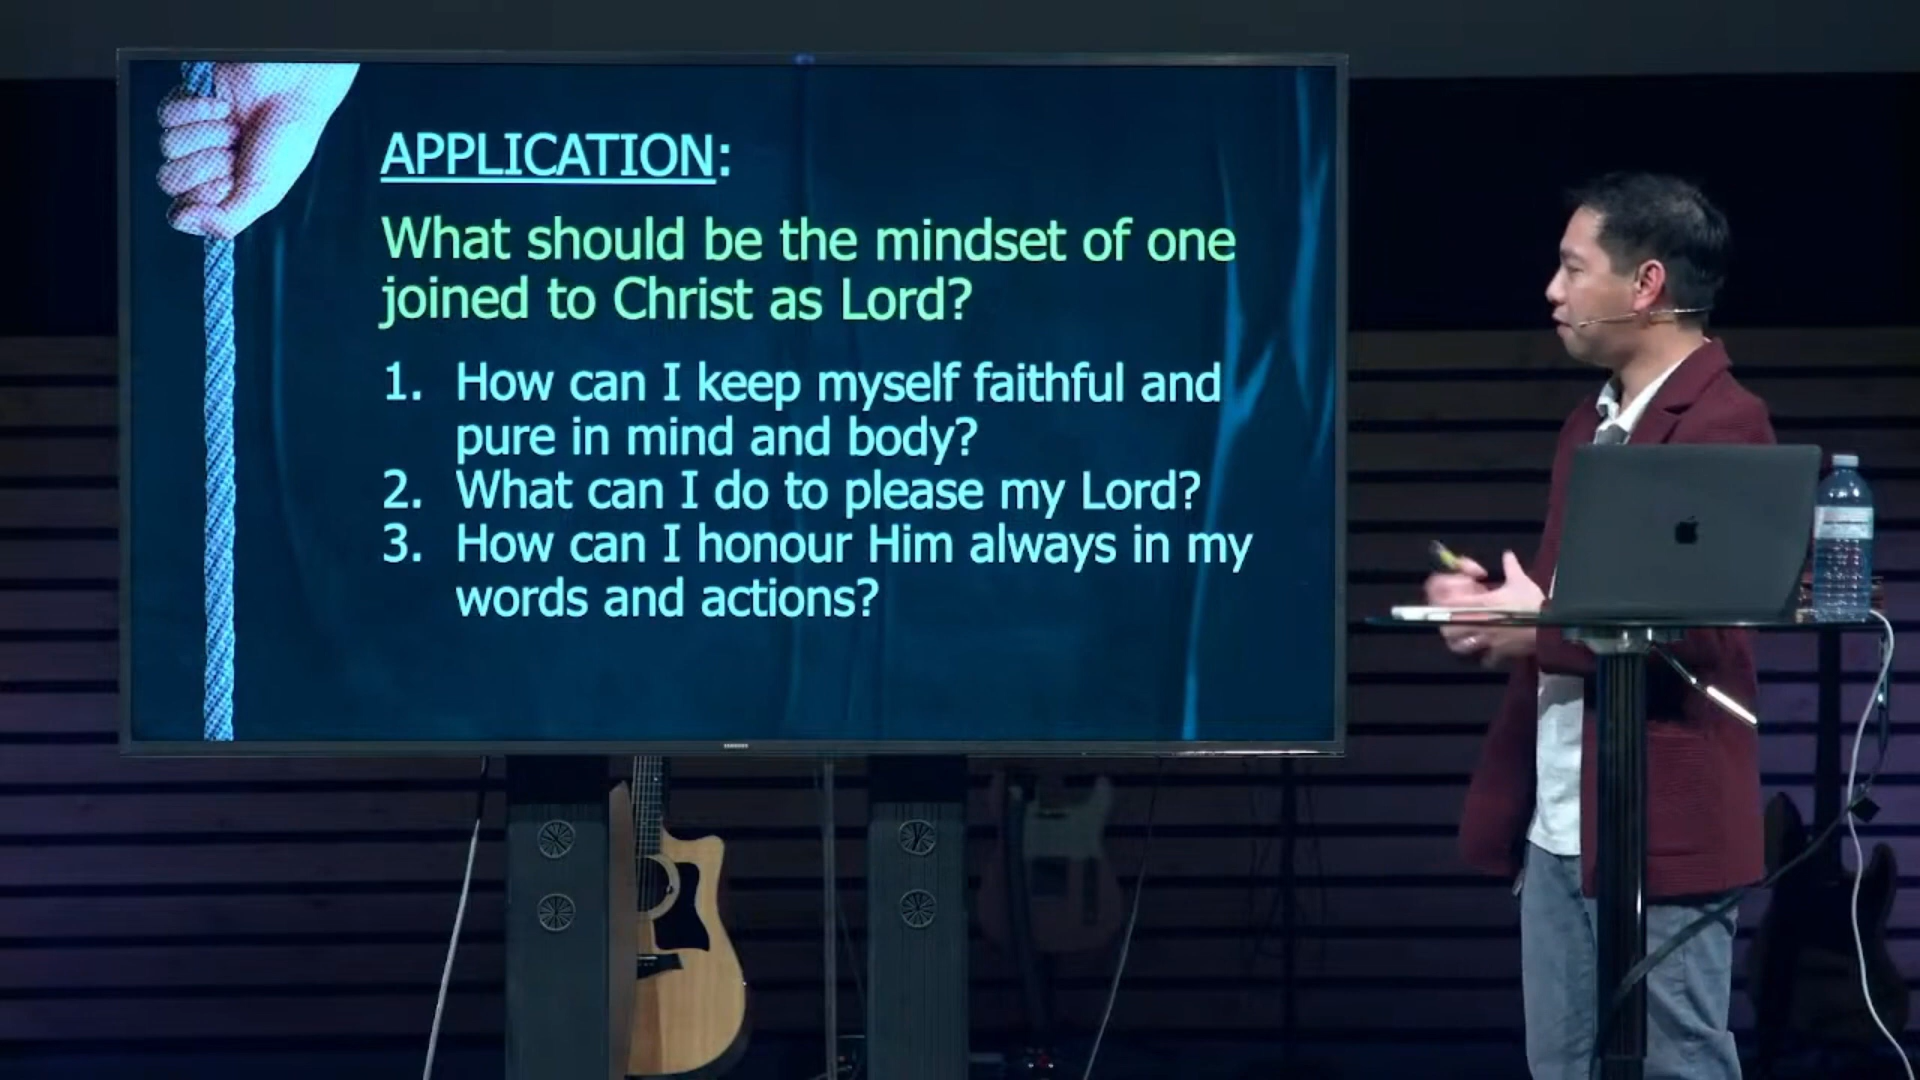 APPLICATION:
What should be the mindset of one
joined to Christ as Lord?
1. How can I keep myself faithful and
pure in mind and body?
2. What can I do to please my Lord?
3. How can I honour Him always in my
words and actions?
SAMSUNG